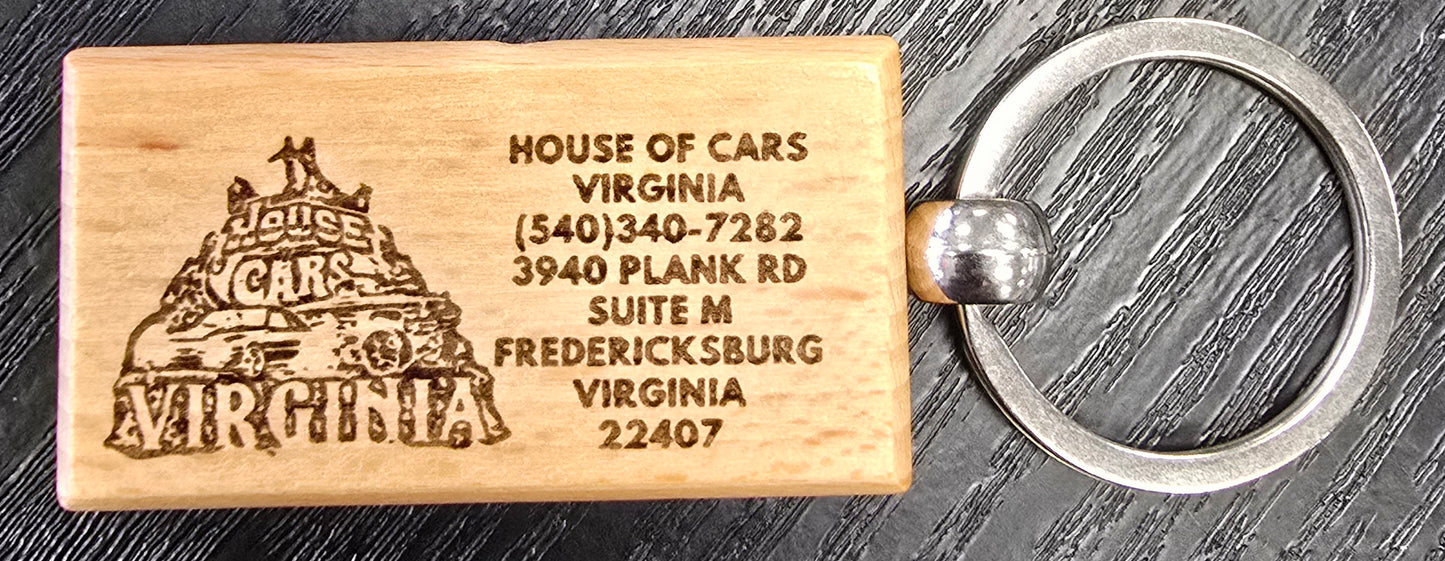 HOUSE
CARS
VIRGINIA
HOUSE OF CARS
VIRGINIA
(540)340-7282
3940 PLANK RD
SUITE M
FREDERICKSBURG
VIRGINIA
22407